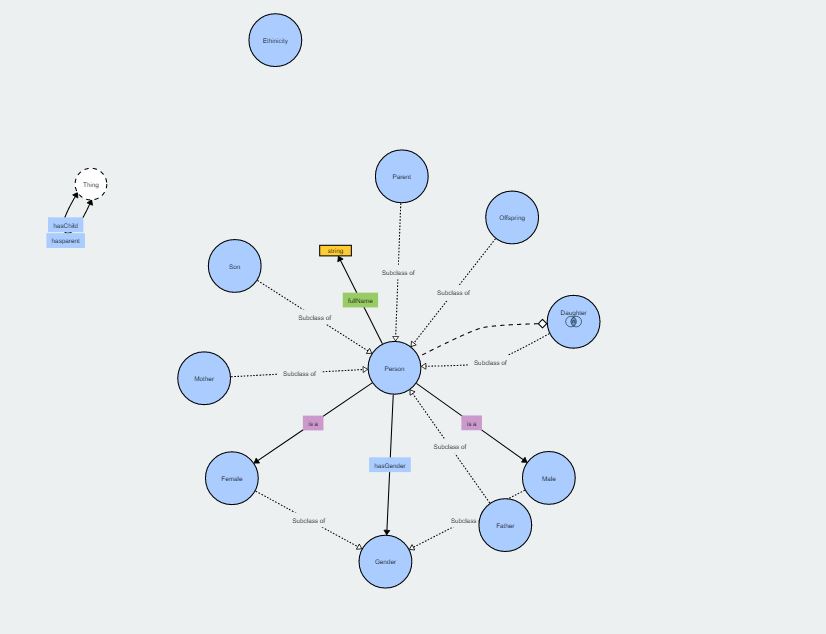 Ethinicity
Parent
Thing
Offspring
hasChild
hasparent
string
Son
Subclass of
Subclass of
fullName
Daughter
Subclass of
Subclass of
Person
Mother
Subclass of
is a
is a
Subclass of
hasGender
Female
Male
Subclass of
Subclass
Father
Gender